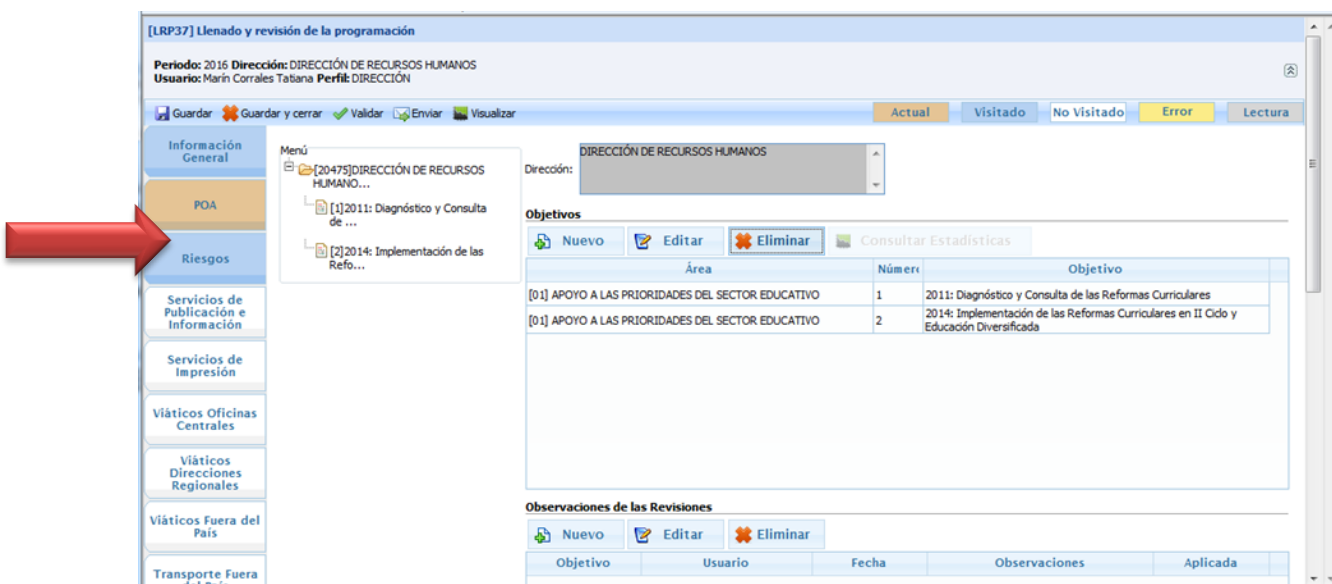 [LRP37] Llenado y revisión de la programación
Periodo: 2016 Dirección: DIRECCIÓN DE RECURSOS HUMANOS
Usuario: Marín Corrales Tatiana Perfil: DIRECCIÓN
Guardar Guardar y cerrar Validar Enviar Visualizar
Actual Visitado No Visitado Error Lectura
Información
General
POA
Riesgos
Servicios de
Publicación e
Información
Servicios de
Impresión
Viáticos Oficinas
Centrales
Viáticos
Direcciones
Regionales
Viáticos Fuera del
País
Transporte Fuera
del País
Menú
[20475]DIRECCIÓN DE RECURSOS
HUMANO...
[1]2011: Diagnóstico y Consulta
de ...
[2]2014: Implementación de las
Refo...
Dirección:
DIRECCIÓN DE RECURSOS HUMANOS
Objetivos
Nuevo Editar Eliminar Consultar Estadísticas
Área Número Objetivo
[01] APOYO A LAS PRIORIDADES DEL SECTOR EDUCATIVO 1 2011: Diagnóstico y Consulta de las Reformas Curriculares
[01] APOYO A LAS PRIORIDADES DEL SECTOR EDUCATIVO 2 2014: Implementación de las Reformas Curriculares en II Ciclo y
Educación Diversificada
Observaciones de las Revisiones
Nuevo Editar Eliminar
Objetivo Usuario Fecha Observaciones Aplicada